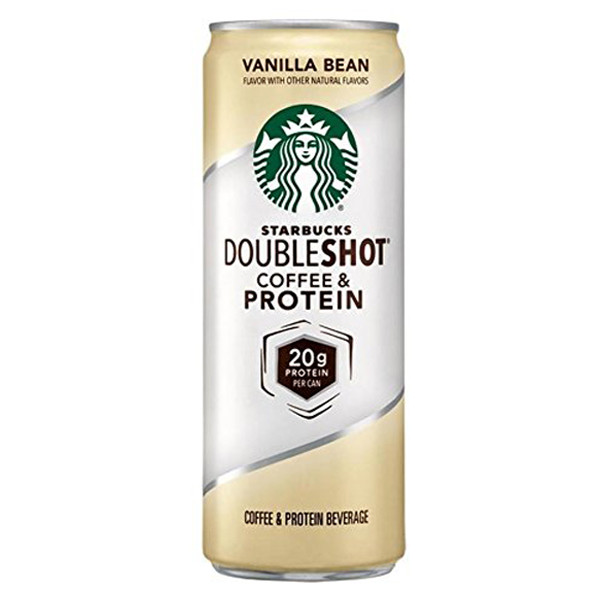 VANILLA BEAN
FLAVOR WITH OTHER NATURAL FLAVORS
STARBUCKS
DOUBLESHOT®
COFFEE &
PROTEIN
20g
PROTEIN
PER CAN
COFFEE & PROTEIN BEVERAGE